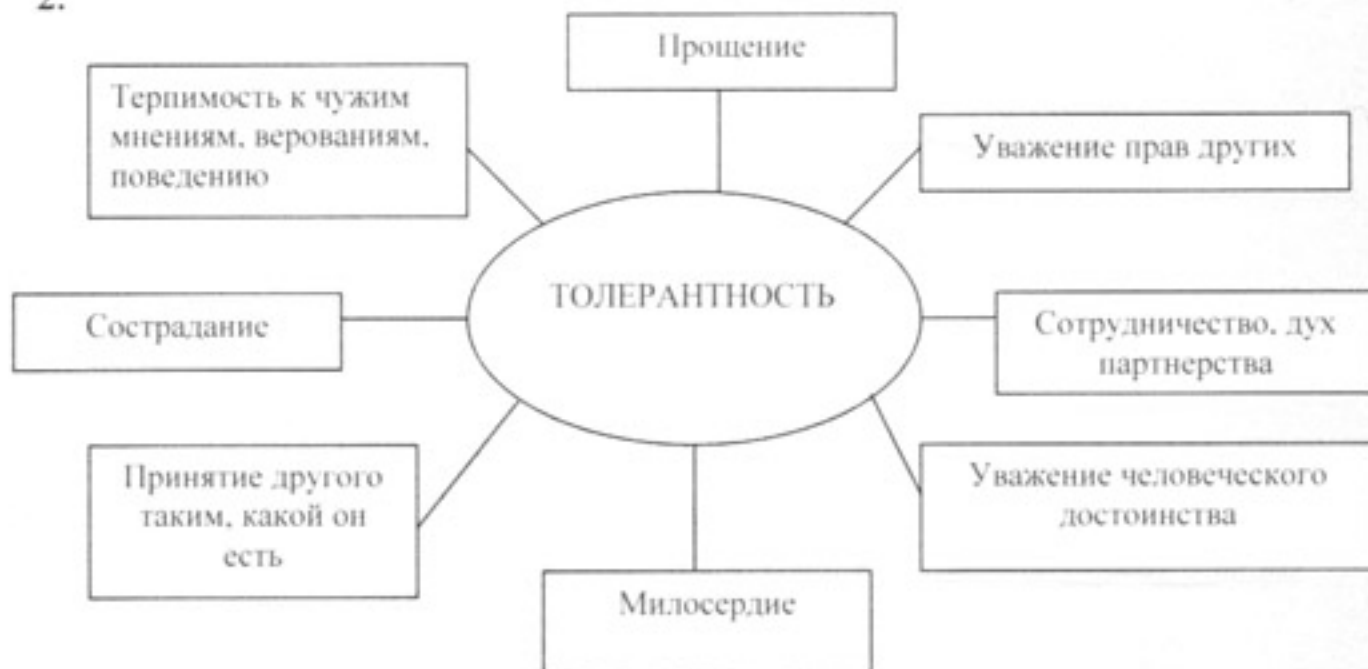 2.
Прощение
Терпимость к чужим
мнениям, верованиям,
поведению
Уважение прав других
ТОЛЕРАНТНОСТЬ
Сострадание
Сотрудничество, дух
партнерства
Принятие другого
таким, какой он
есть
Уважение человеческого
достоинства
Милосердие